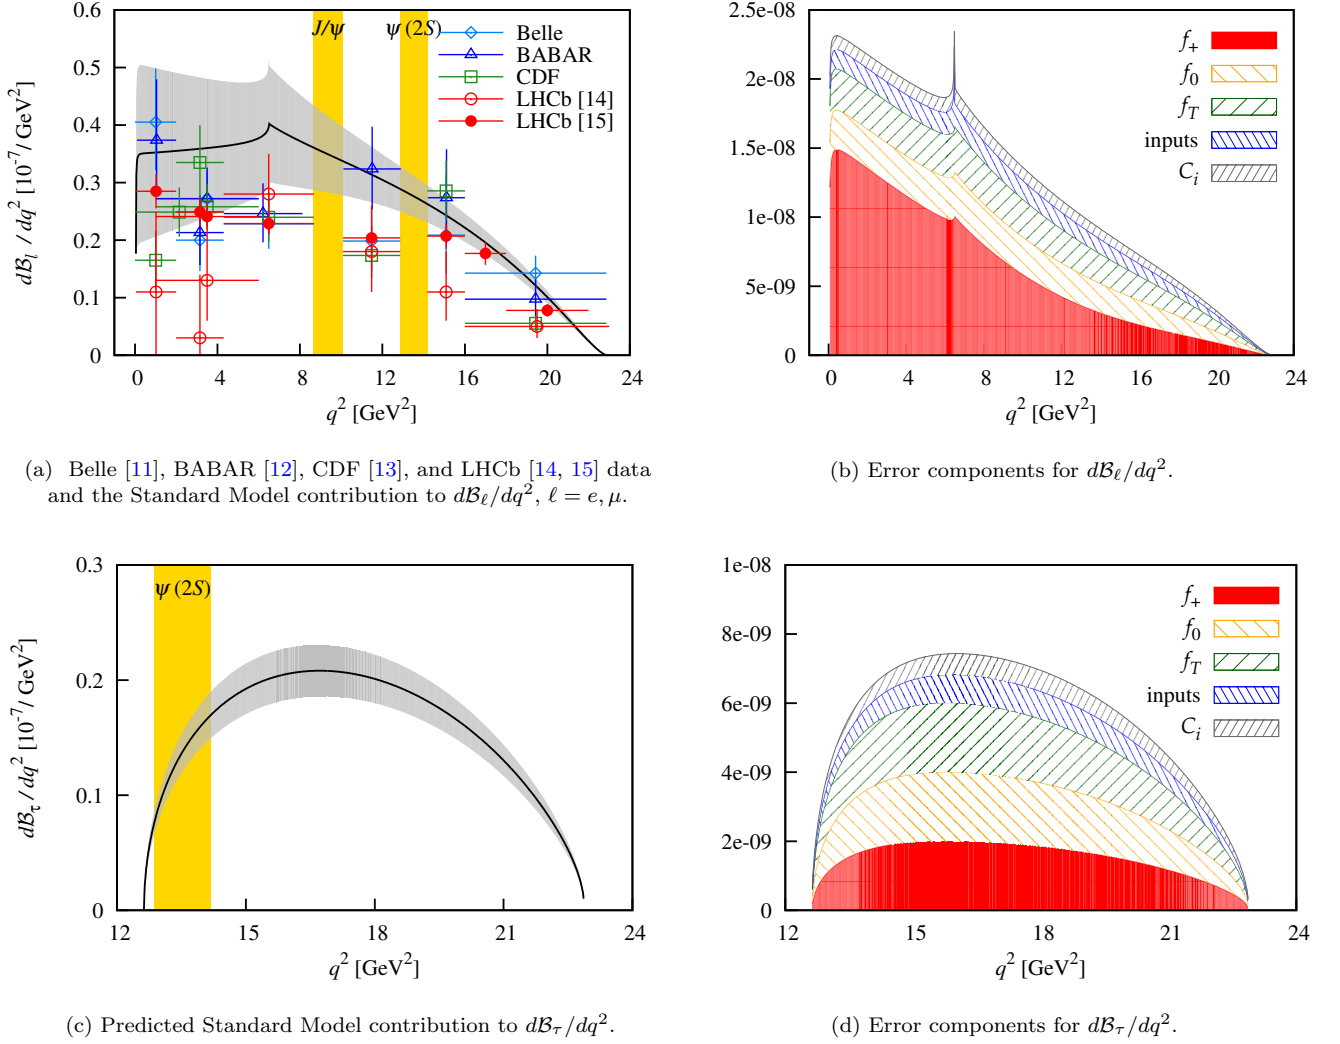 0.6
0.5
0.4
0.3
0.2
0.1
0
dB_l / dq^2 [10^-7 / GeV^2]
J/ψ
ψ (2S)
Belle
BABAR
CDF
LHCb [14]
LHCb [15]
0 4 8 12 16 20 24
q^2 [GeV^2]
(a) Belle [11], BABAR [12], CDF [13], and LHCb [14, 15] data
and the Standard Model contribution to dB_ℓ/dq^2, ℓ = e, μ.
2.5e-08
2e-08
1.5e-08
1e-08
5e-09
0
f_+
f_0
f_T
inputs
C_i
0 4 8 12 16 20 24
q^2 [GeV^2]
(b) Error components for dB_ℓ/dq^2.
0.3
0.2
0.1
0
dB_τ / dq^2 [10^-7 / GeV^2]
ψ (2S)
12 15 18 21 24
q^2 [GeV^2]
(c) Predicted Standard Model contribution to dB_τ/dq^2.
1e-08
8e-09
6e-09
4e-09
2e-09
0
f_+
f_0
f_T
inputs
C_i
12 15 18 21 24
q^2 [GeV^2]
(d) Error components for dB_τ/dq^2.